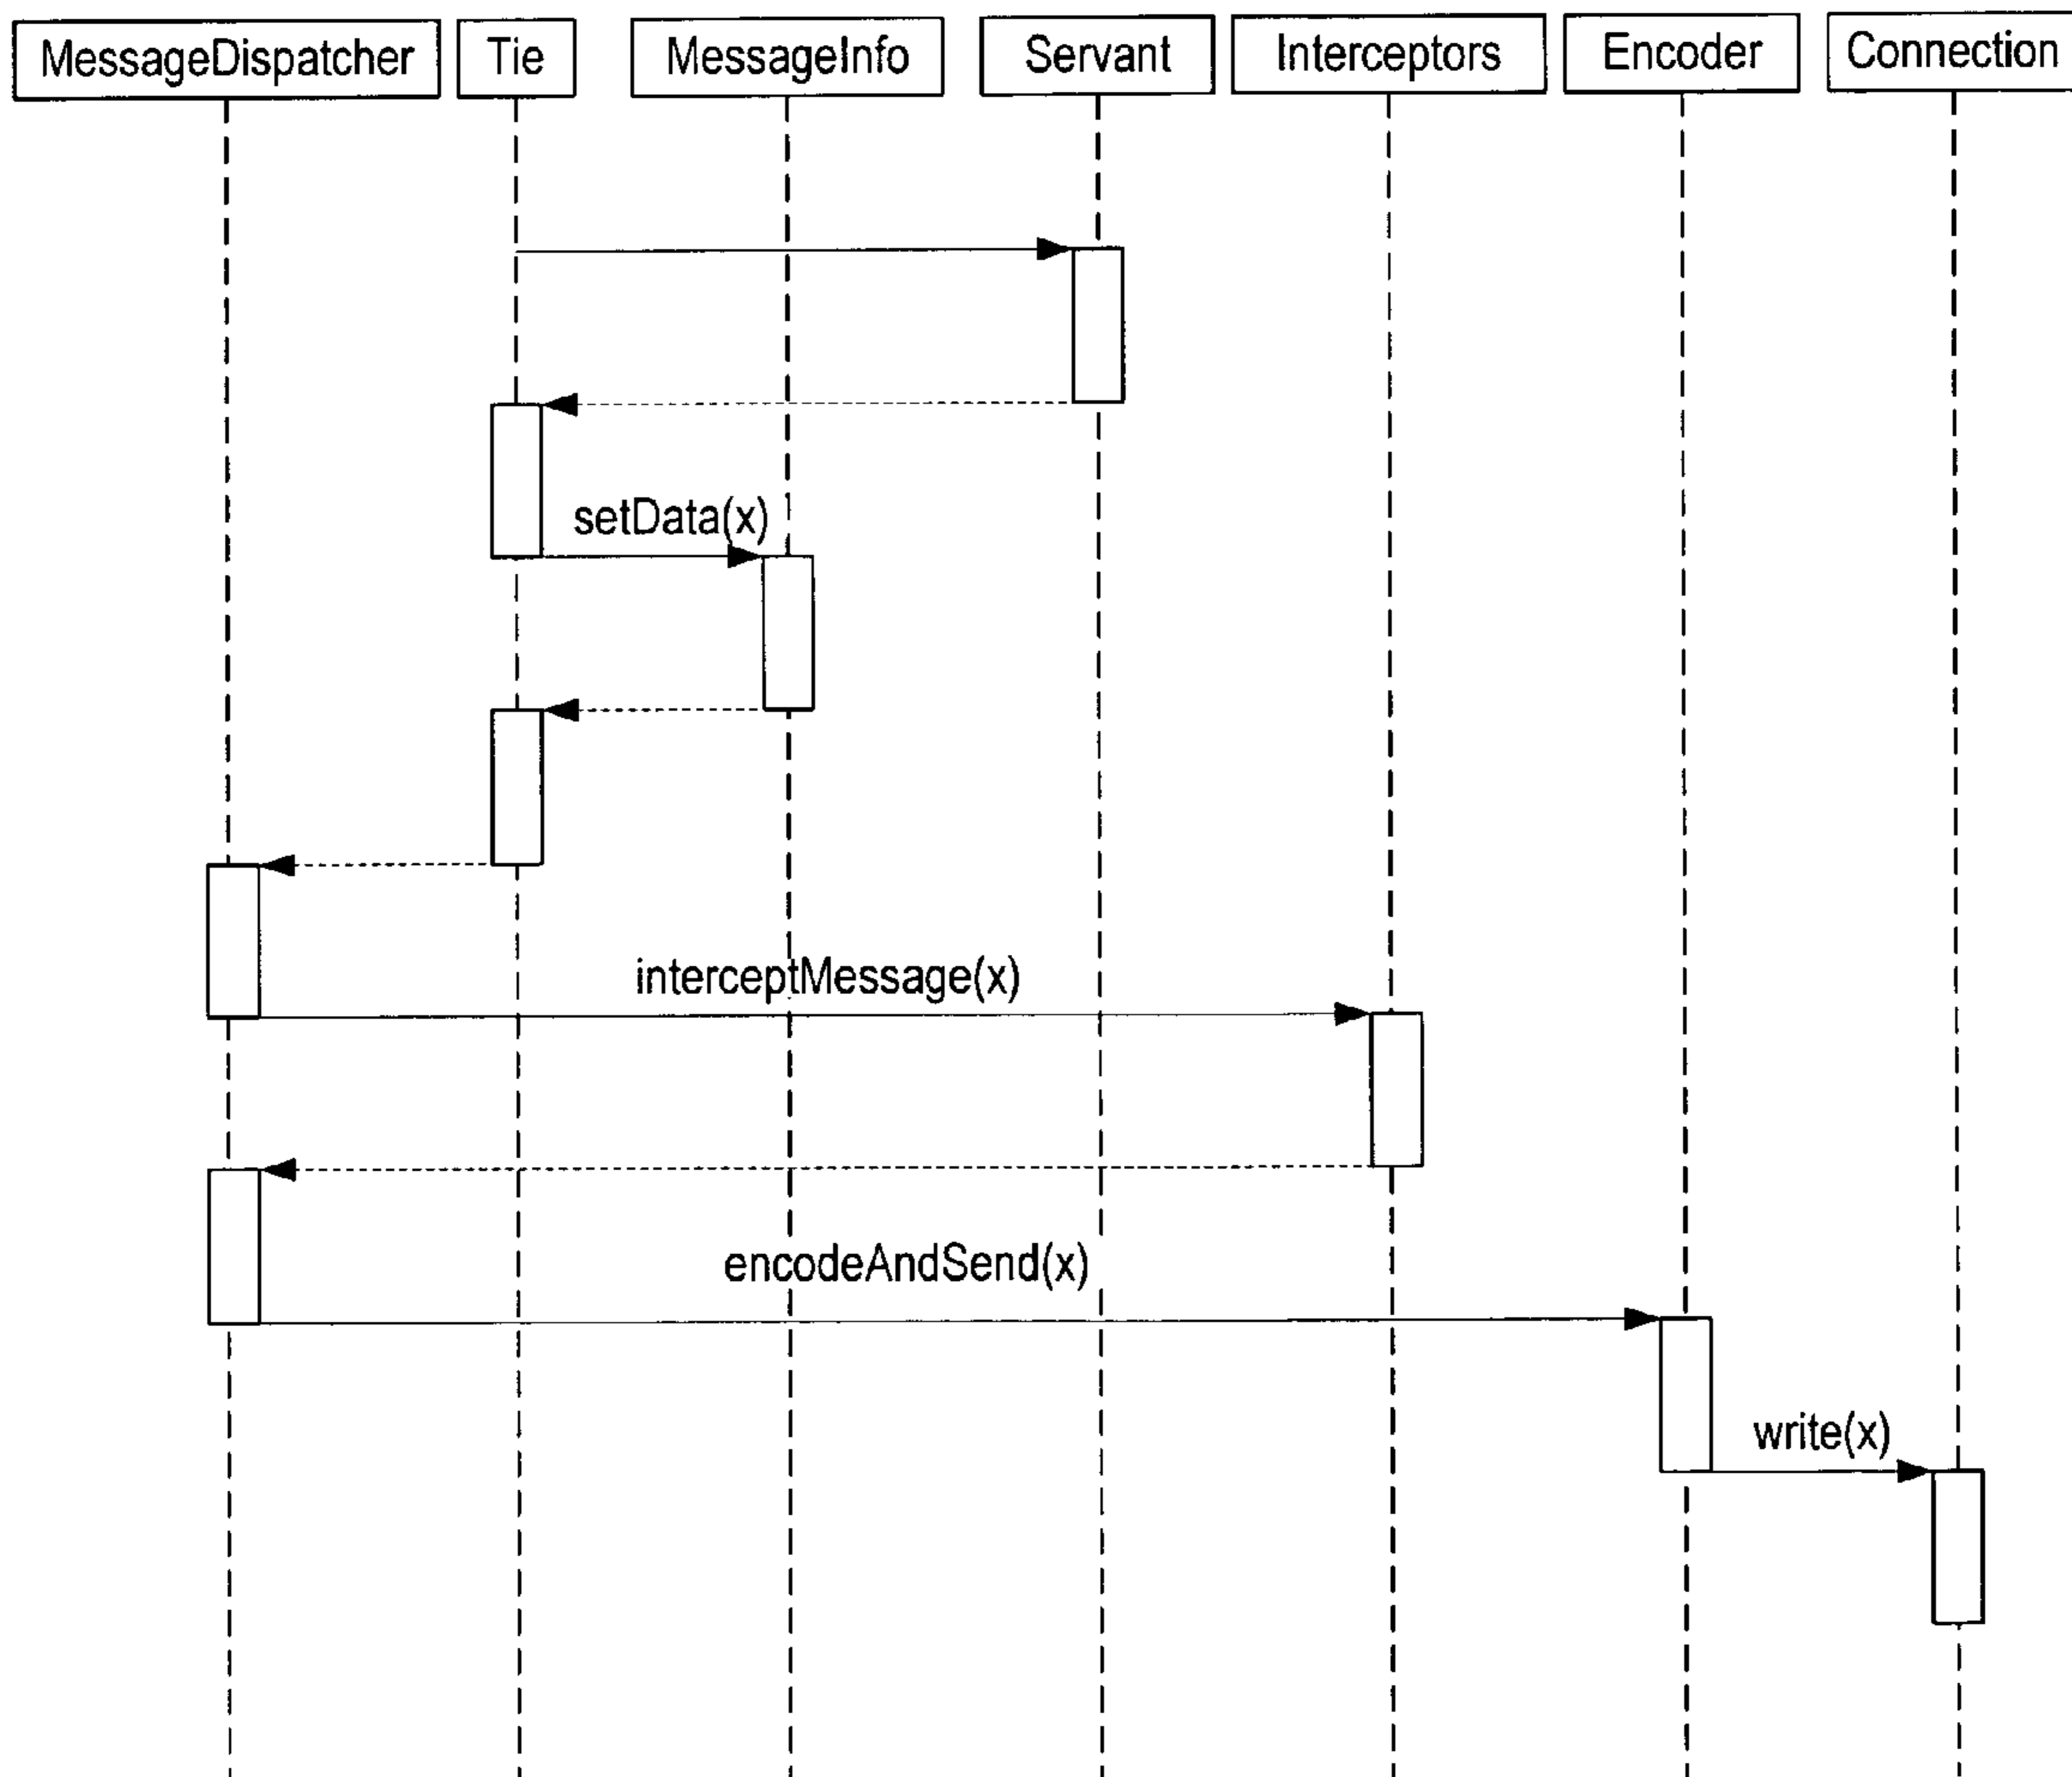 MessageDispatcher Tie MessageInfo Servant Interceptors Encoder Connection
setData(x)
interceptMessage(x)
encodeAndSend(x)
write(x)